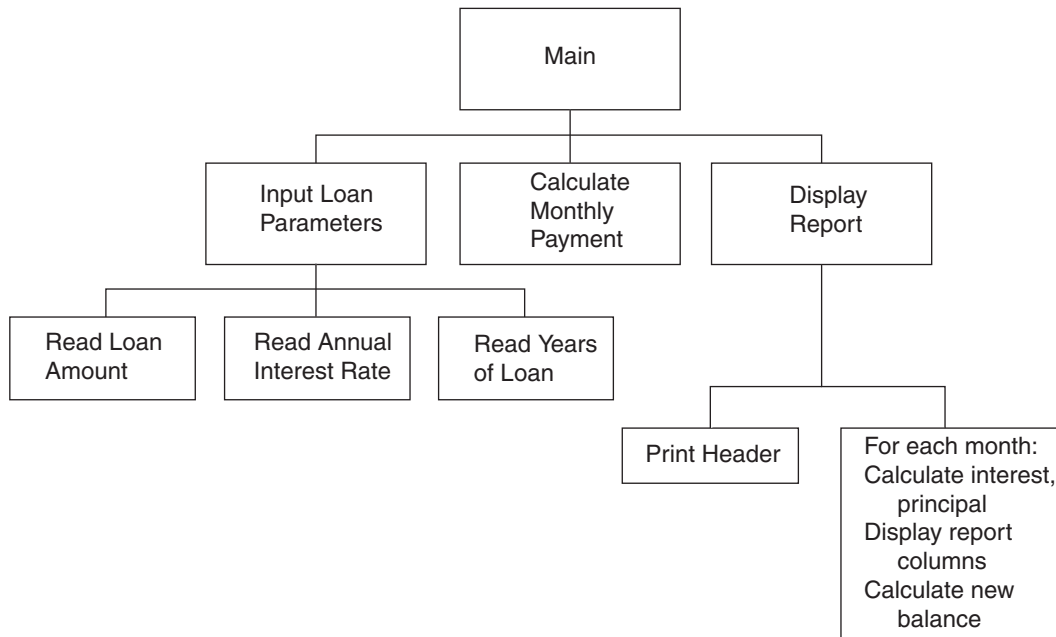 Main
Input Loan
Parameters
Calculate
Monthly
Payment
Display
Report
Read Loan
Amount
Read Annual
Interest Rate
Read Years
of Loan
Print Header
For each month:
Calculate interest,
principal
Display report
columns
Calculate new
balance